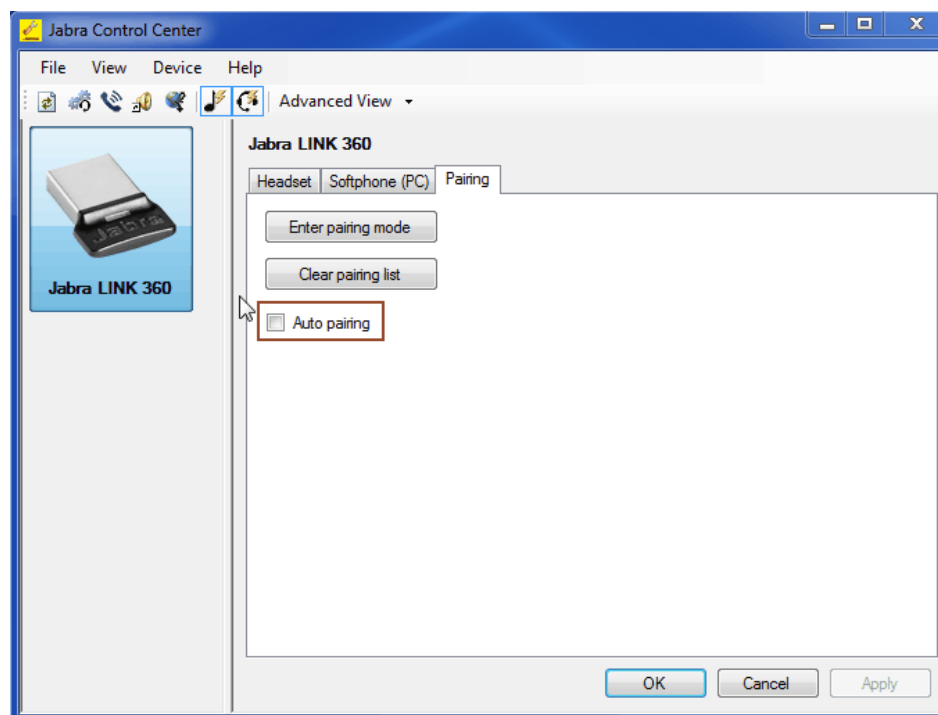 Jabra Control Center
File View Device Help
Advanced View
Jabra LINK 360
Headset Softphone (PC) Pairing
Enter pairing mode
Jabra
Clear pairing list
Jabra LINK 360
Auto pairing
OK Cancel Apply